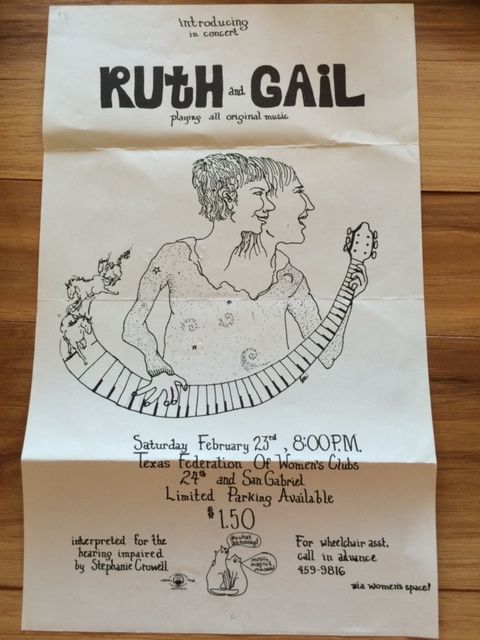 introducing
in concert
RUtH and GAiL
playing all original music
Saturday February 23rd, 8:00 P.M.
Texas Federation Of Women's Clubs
24th and San Gabriel
Limited Parking Available
$1.50
interpreted for the
hearing impaired
by Stephanie Crowell
For wheelchair asst.
call in advance
459-9816
via women's space!